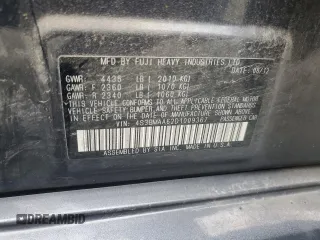 MFD BY FUJI HEAVY INDUSTRIES LTD
DATE: 08/12
GVWR: 4435 LB ( 2010 KG)
GAWR: F 2360 LB ( 1070 KG)
GAWR: R 2340 LB ( 1060 KG)
THIS VEHICLE CONFORMS TO ALL APPLICABLE FEDERAL MOTOR
VEHICLE SAFETY, BUMPER AND THEFT PREVENTION STANDARDS
IN EFFECT ON THE DATE OF MANUFACTURE SHOWN ABOVE.
PASSENGER CAR
ASSEMBLED BY SIA INC. MADE IN U.S.A.